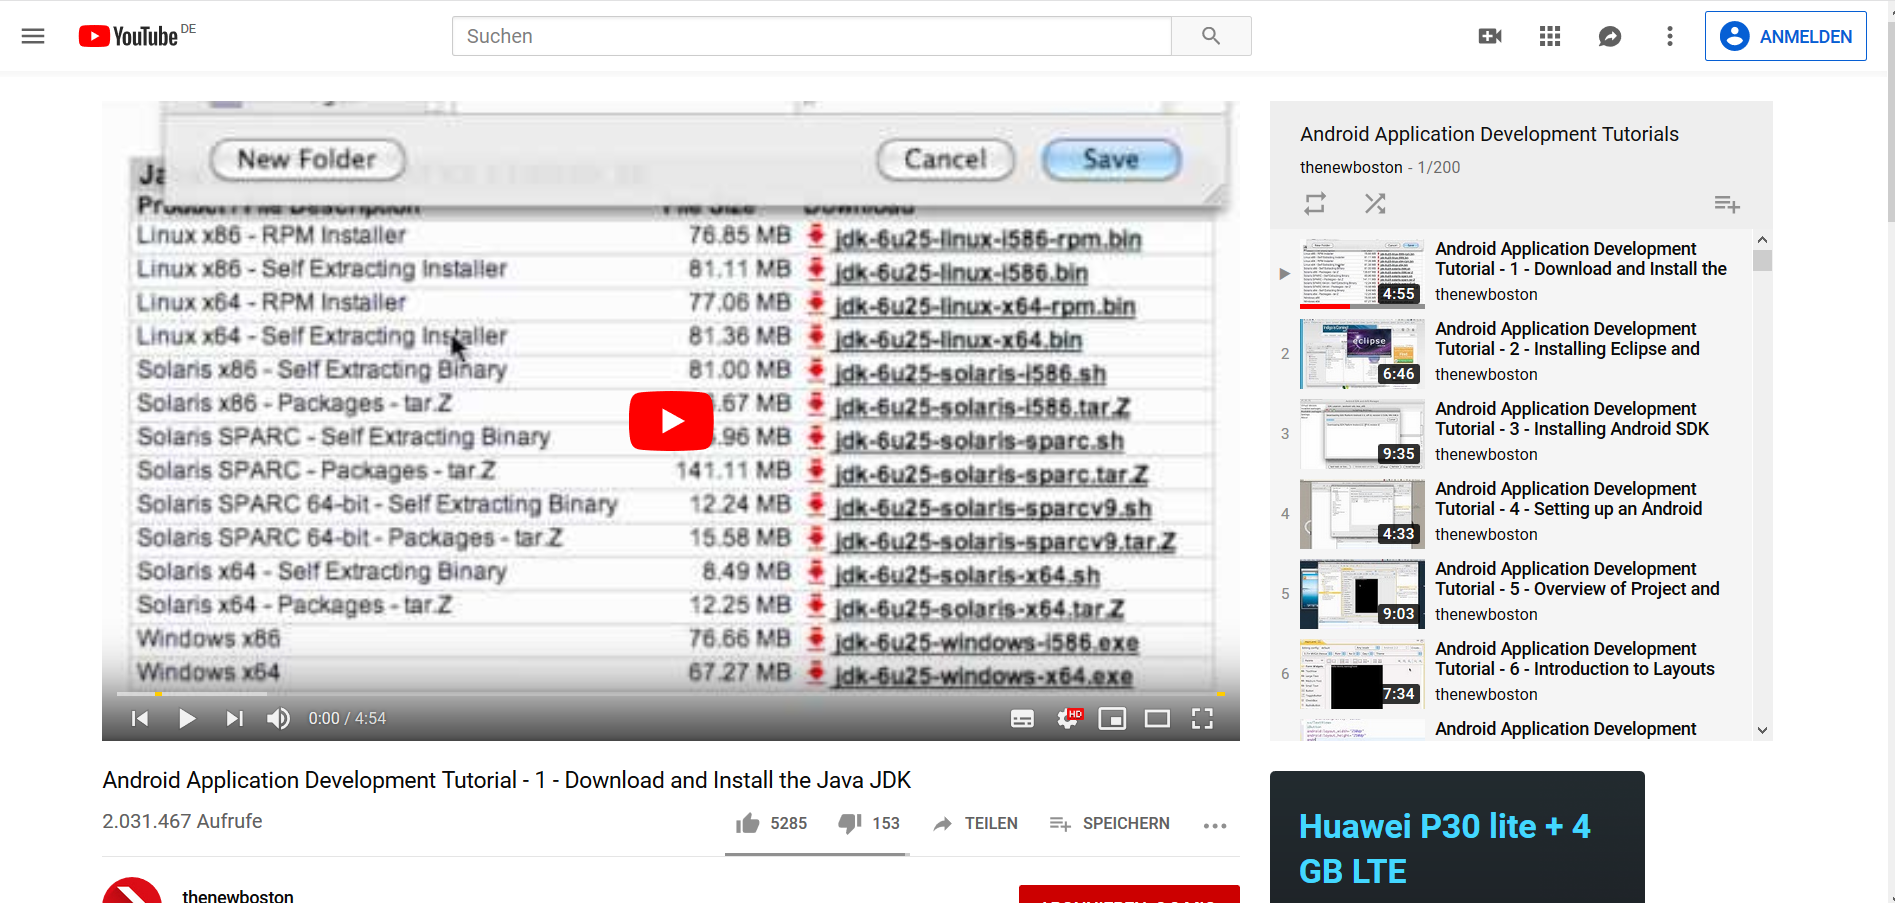 YouTube DE
Suchen
ANMELDEN
New Folder
Cancel
Save
Product / File Description
File Size
Download
Linux x86 - RPM Installer 76.85 MB jdk-6u25-linux-i586-rpm.bin
Linux x86 - Self Extracting Installer 81.11 MB jdk-6u25-linux-i586.bin
Linux x64 - RPM Installer 77.06 MB jdk-6u25-linux-x64-rpm.bin
Linux x64 - Self Extracting Installer 81.36 MB jdk-6u25-linux-x64.bin
Solaris x86 - Self Extracting Binary 81.00 MB jdk-6u25-solaris-i586.sh
Solaris x86 - Packages - tar.Z .67 MB jdk-6u25-solaris-i586.tar.Z
Solaris SPARC - Self Extracting Binary .96 MB jdk-6u25-solaris-sparc.sh
Solaris SPARC - Packages - tar.Z 141.11 MB jdk-6u25-solaris-sparc.tar.Z
Solaris SPARC 64-bit - Self Extracting Binary 12.24 MB jdk-6u25-solaris-sparcv9.sh
Solaris SPARC 64-bit - Packages - tar.Z 15.58 MB jdk-6u25-solaris-sparcv9.tar.Z
Solaris x64 - Self Extracting Binary 8.49 MB jdk-6u25-solaris-x64.sh
Solaris x64 - Packages - tar.Z 12.25 MB jdk-6u25-solaris-x64.tar.Z
Windows x86 76.66 MB jdk-6u25-windows-i586.exe
Windows x64 67.27 MB jdk-6u25-windows-x64.exe
0:00 / 4:54
HD
Android Application Development Tutorial - 1 - Download and Install the Java JDK
2.031.467 Aufrufe
5285
153
TEILEN
SPEICHERN
thenewboston
Android Application Development Tutorials
thenewboston - 1/200
4:55
Android Application Development
Tutorial - 1 - Download and Install the
thenewboston
2
eclipse
6:46
Android Application Development
Tutorial - 2 - Installing Eclipse and
thenewboston
3
9:35
Android Application Development
Tutorial - 3 - Installing Android SDK
thenewboston
4
4:33
Android Application Development
Tutorial - 4 - Setting up an Android
thenewboston
5
9:03
Android Application Development
Tutorial - 5 - Overview of Project and
thenewboston
6
7:34
Android Application Development
Tutorial - 6 - Introduction to Layouts
thenewboston
Android Application Development
Huawei P30 lite + 4
GB LTE